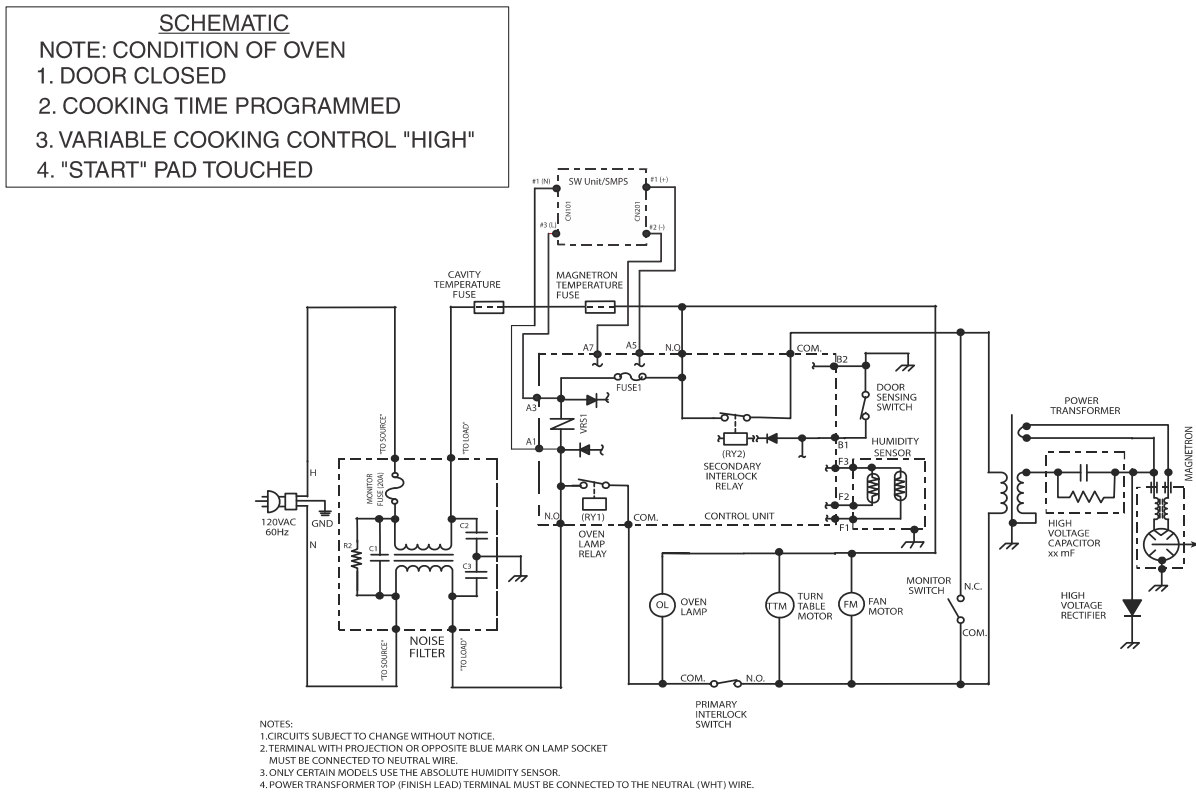 SCHEMATIC
NOTE: CONDITION OF OVEN
1. DOOR CLOSED
2. COOKING TIME PROGRAMMED
3. VARIABLE COOKING CONTROL "HIGH"
4. "START" PAD TOUCHED
#1 (N)
SW Unit/SMPS
#1 (+)
CN101
CN201
#3 (L)
#2 (-)
CAVITY
TEMPERATURE
FUSE
MAGNETRON
TEMPERATURE
FUSE
A7
A5
N.O.
COM.
B2
FUSE1
DOOR
SENSING
SWITCH
A3
VRS1
POWER
TRANSFORMER
A1
B1
(RY2)
SECONDARY
INTERLOCK
RELAY
HUMIDITY
SENSOR
MAGNETRON
"TO SOURCE"
"TO LOAD"
F3
F2
F1
H
MONITOR
FUSE (20A)
120VAC
60Hz
GND
N
(RY1)
N.O.
COM.
CONTROL UNIT
OVEN
LAMP
RELAY
C2
R2
C1
C3
HIGH
VOLTAGE
CAPACITOR
xx mF
MONITOR
SWITCH
N.C.
COM.
OL
OVEN
LAMP
TTM
TURN
TABLE
MOTOR
FM
FAN
MOTOR
HIGH
VOLTAGE
RECTIFIER
NOISE
FILTER
"TO SOURCE"
"TO LOAD"
COM.
N.O.
PRIMARY
INTERLOCK
SWITCH
NOTES:
1.CIRCUITS SUBJECT TO CHANGE WITHOUT NOTICE.
2. TERMINAL WITH PROJECTION OR OPPOSITE BLUE MARK ON LAMP SOCKET
MUST BE CONNECTED TO NEUTRAL WIRE.
3. ONLY CERTAIN MODELS USE THE ABSOLUTE HUMIDITY SENSOR.
4. POWER TRANSFORMER TOP (FINISH LEAD) TERMINAL MUST BE CONNECTED TO THE NEUTRAL (WHT) WIRE.